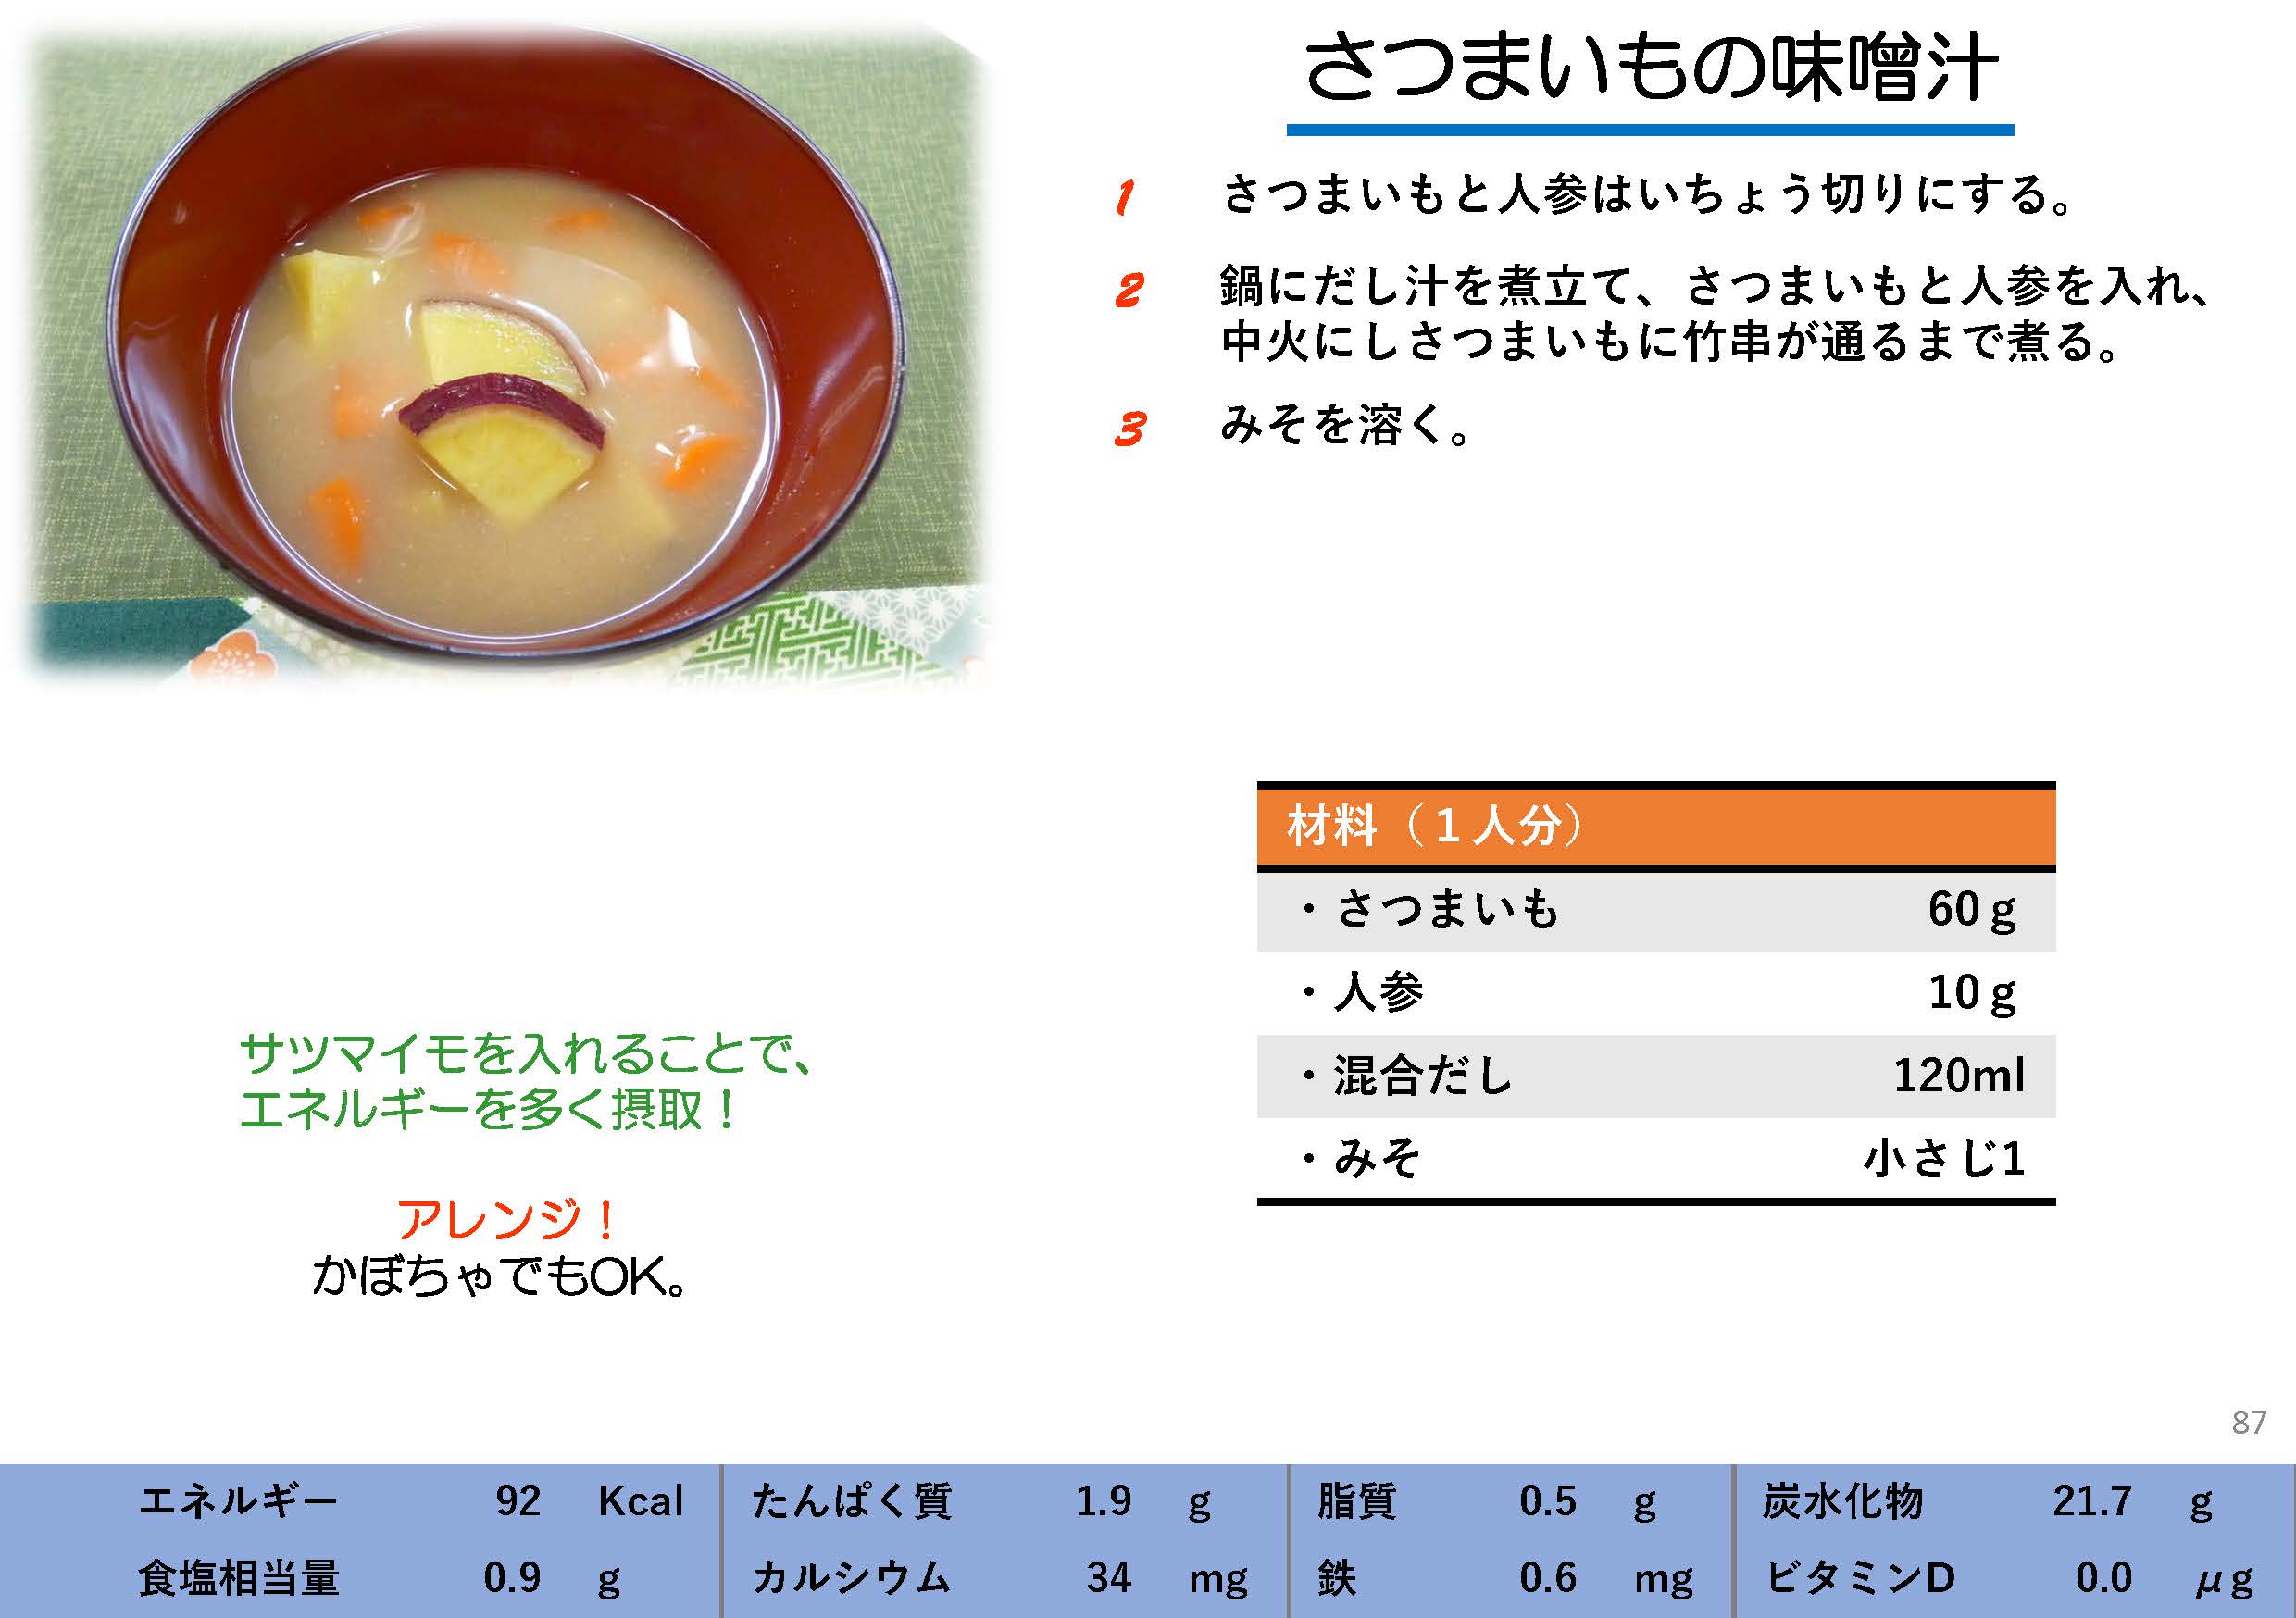 さつまいもの味噌汁
1 さつまいもと人参はいちょう切りにする。
2 鍋にだし汁を煮立て、さつまいもと人参を入れ、
中火にしさつまいもに竹串が通るまで煮る。
3 みそを溶く。
材料（１人分）
・さつまいも 60ｇ
・人参 10ｇ
・混合だし 120ml
・みそ 小さじ1
サツマイモを入れることで、
エネルギーを多く摂取！
アレンジ！
かぼちゃでもOK。
87
エネルギー 92 Kcal たんぱく質 1.9 g 脂質 0.5 g 炭水化物 21.7 g
食塩相当量 0.9 g カルシウム 34 mg 鉄 0.6 mg ビタミンD 0.0 μg